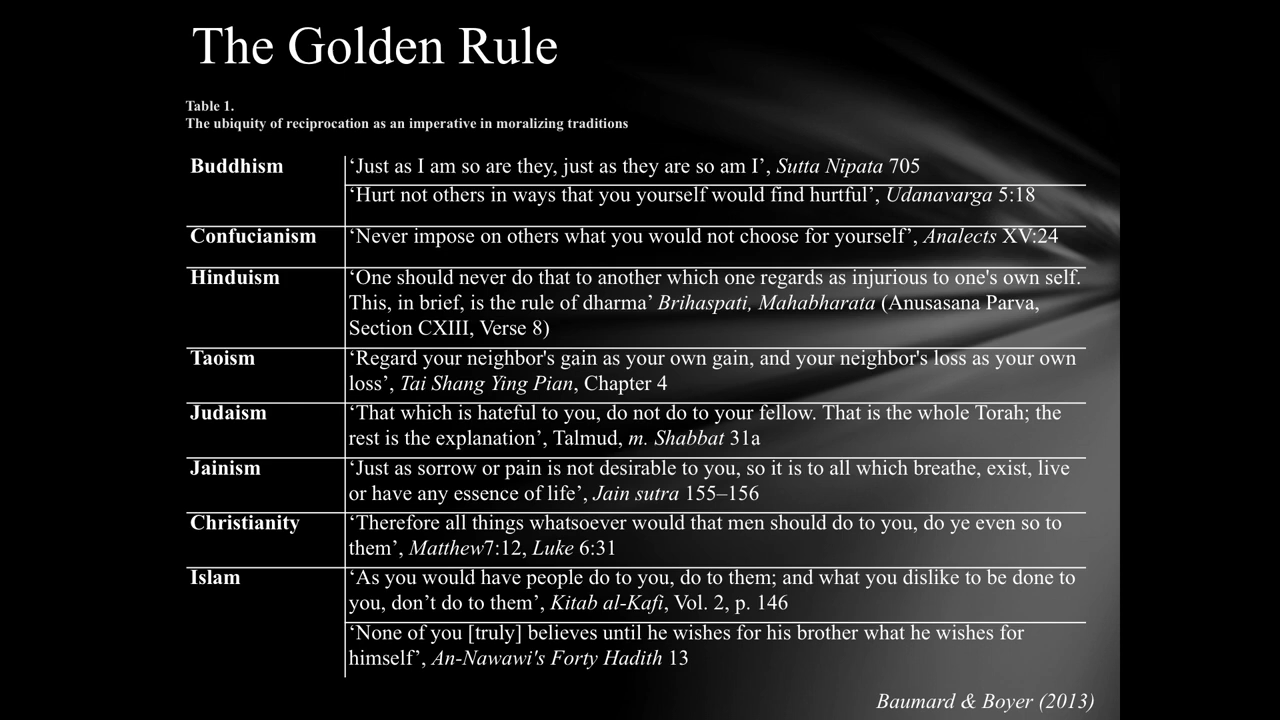 The Golden Rule
Table 1.
The ubiquity of reciprocation as an imperative in moralizing traditions
Buddhism ‘Just as I am so are they, just as they are so am I’, Sutta Nipata 705
‘Hurt not others in ways that you yourself would find hurtful’, Udanavarga 5:18
Confucianism ‘Never impose on others what you would not choose for yourself’, Analects XV:24
Hinduism ‘One should never do that to another which one regards as injurious to one's own self.
This, in brief, is the rule of dharma’ Brihaspati, Mahabharata (Anusasana Parva,
Section CXIII, Verse 8)
Taoism ‘Regard your neighbor's gain as your own gain, and your neighbor's loss as your own
loss’, Tai Shang Ying Pian, Chapter 4
Judaism ‘That which is hateful to you, do not do to your fellow. That is the whole Torah; the
rest is the explanation’, Talmud, m. Shabbat 31a
Jainism ‘Just as sorrow or pain is not desirable to you, so it is to all which breathe, exist, live
or have any essence of life’, Jain sutra 155–156
Christianity ‘Therefore all things whatsoever would that men should do to you, do ye even so to
them’, Matthew7:12, Luke 6:31
Islam ‘As you would have people do to you, do to them; and what you dislike to be done to
you, don’t do to them’, Kitab al-Kafi, Vol. 2, p. 146
‘None of you [truly] believes until he wishes for his brother what he wishes for
himself’, An-Nawawi's Forty Hadith 13
Baumard & Boyer (2013)